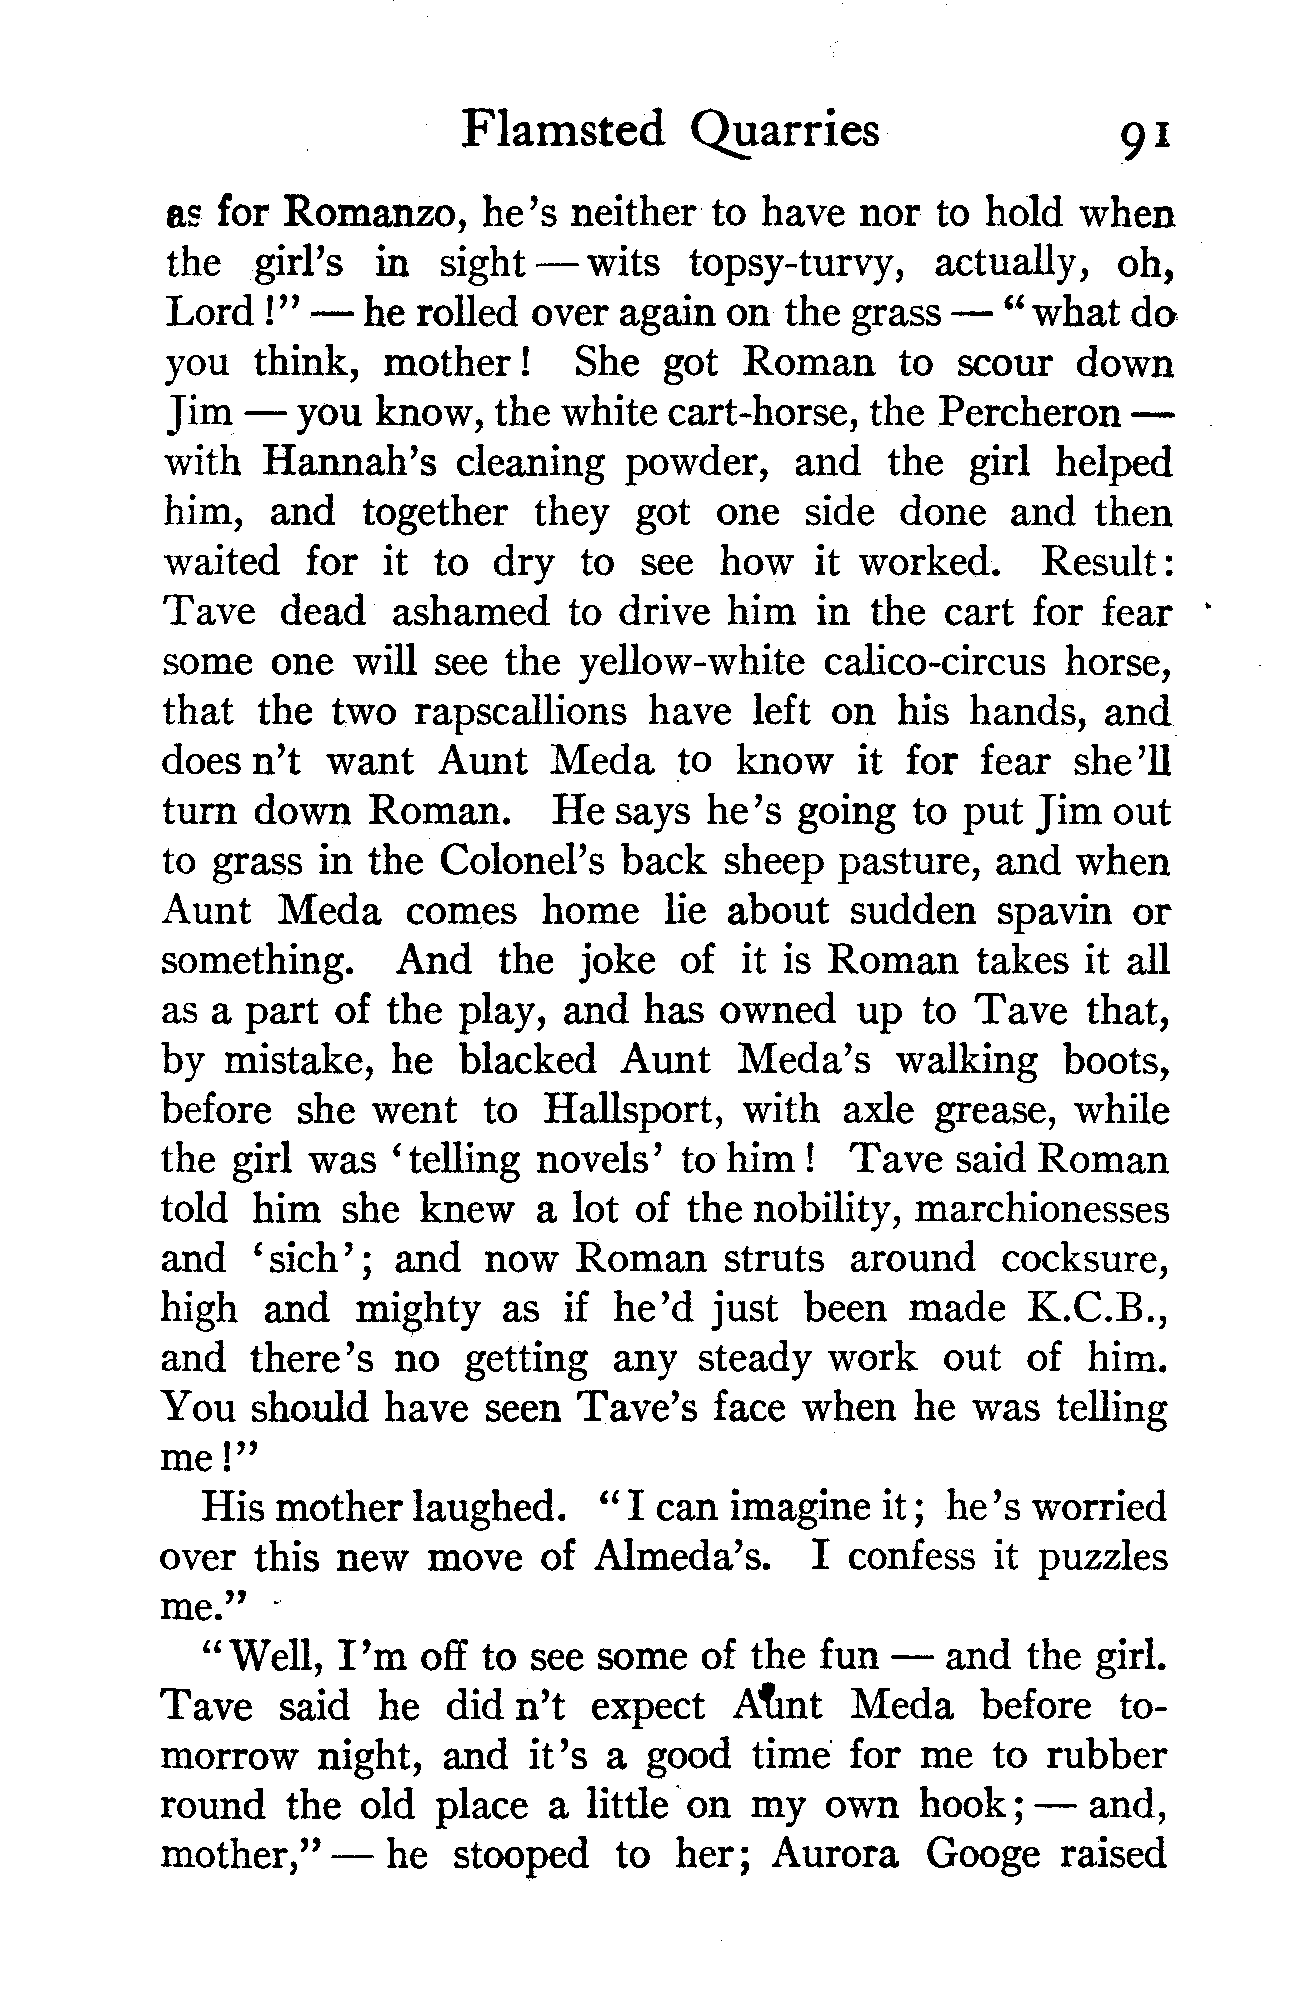 Flamsted Quarries 91
as for Romanzo, he's neither to have nor to hold when
the girl's in sight — wits topsy-turvy, actually, oh,
Lord!" — he rolled over again on the grass — "what do
you think, mother! She got Roman to scour down
Jim — you know, the white cart-horse, the Percheron —
with Hannah's cleaning powder, and the girl helped
him, and together they got one side done and then
waited for it to dry to see how it worked. Result:
Tave dead ashamed to drive him in the cart for fear
some one will see the yellow-white calico-circus horse,
that the two rapscallions have left on his hands, and
does n't want Aunt Meda to know it for fear she'll
turn down Roman. He says he's going to put Jim out
to grass in the Colonel's back sheep pasture, and when
Aunt Meda comes home lie about sudden spavin or
something. And the joke of it is Roman takes it all
as a part of the play, and has owned up to Tave that,
by mistake, he blacked Aunt Meda's walking boots,
before she went to Hallsport, with axle grease, while
the girl was 'telling novels' to him! Tave said Roman
told him she knew a lot of the nobility, marchionesses
and 'sich'; and now Roman struts around cocksure,
high and mighty as if he'd just been made K.C.B.,
and there's no getting any steady work out of him.
You should have seen Tave's face when he was telling
me!"
His mother laughed. "I can imagine it; he's worried
over this new move of Almeda's. I confess it puzzles
me."
"Well, I'm off to see some of the fun — and the girl.
Tave said he did n't expect Aunt Meda before to-
morrow night, and it's a good time for me to rubber
round the old place a little on my own hook; — and,
mother," — he stooped to her; Aurora Googe raised